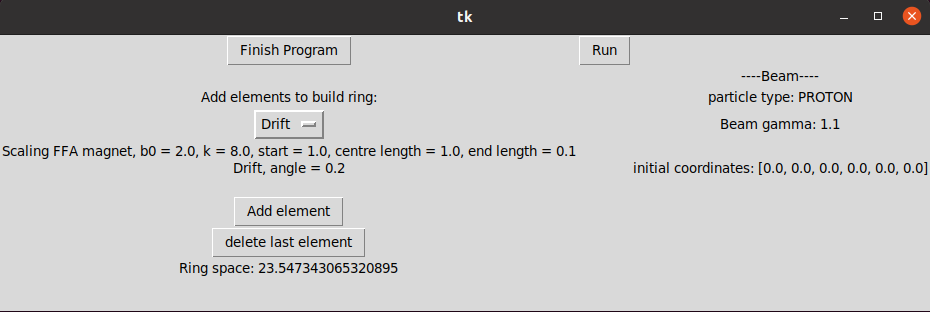 tk
Finish Program
Run
----Beam----
Add elements to build ring:
particle type: PROTON
Drift
Beam gamma: 1.1
Scaling FFA magnet, b0 = 2.0, k = 8.0, start = 1.0, centre length = 1.0, end length = 0.1
Drift, angle = 0.2
initial coordinates: [0.0, 0.0, 0.0, 0.0, 0.0, 0.0]
Add element
delete last element
Ring space: 23.547343065320895